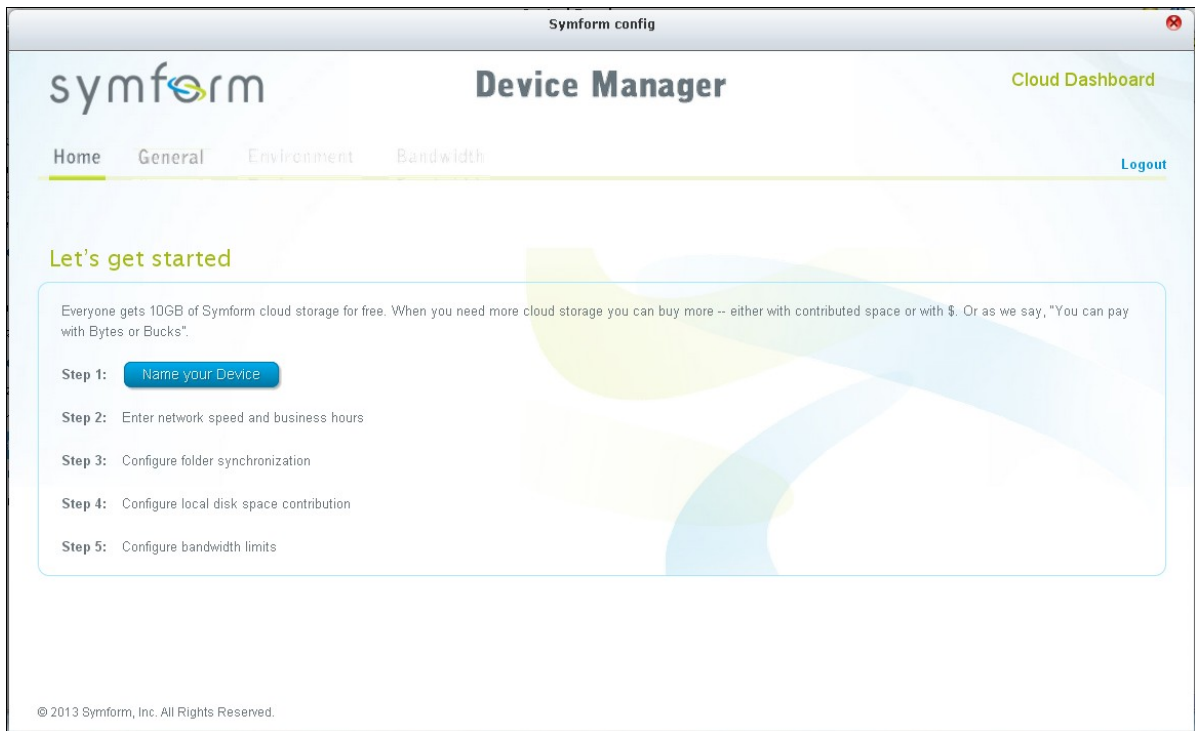 Symform config
symform
Device Manager
Cloud Dashboard
Home General Environment Bandwidth
Logout
Let's get started
Everyone gets 10GB of Symform cloud storage for free. When you need more cloud storage you can buy more -- either with contributed space or with $. Or as we say, "You can pay
with Bytes or Bucks".
Step 1: Name your Device
Step 2: Enter network speed and business hours
Step 3: Configure folder synchronization
Step 4: Configure local disk space contribution
Step 5: Configure bandwidth limits
© 2013 Symform, Inc. All Rights Reserved.